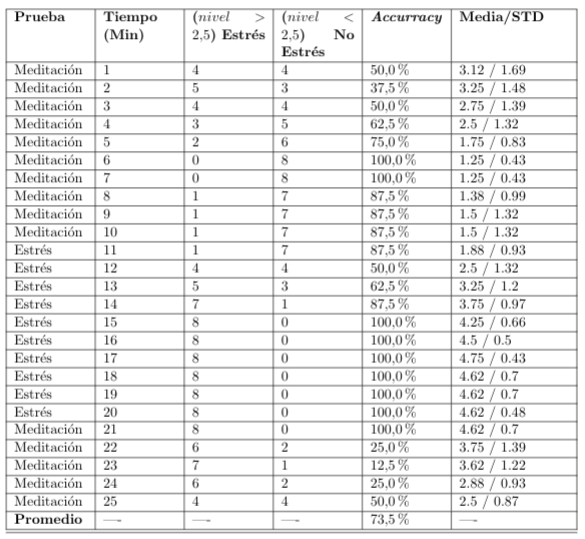 Prueba Tiempo (nivel > (nivel < Accurracy Media/STD
(Min) 2,5) Estrés 2,5) No
Estrés
Meditación 1 4 4 50,0 % 3.12 / 1.69
Meditación 2 5 3 37,5 % 3.25 / 1.48
Meditación 3 4 4 50,0 % 2.75 / 1.39
Meditación 4 3 5 62,5 % 2.5 / 1.32
Meditación 5 2 6 75,0 % 1.75 / 0.83
Meditación 6 0 8 100,0 % 1.25 / 0.43
Meditación 7 0 8 100,0 % 1.25 / 0.43
Meditación 8 1 7 87,5 % 1.38 / 0.99
Meditación 9 1 7 87,5 % 1.5 / 1.32
Meditación 10 1 7 87,5 % 1.5 / 1.32
Estrés 11 1 7 87,5 % 1.88 / 0.93
Estrés 12 4 4 50,0 % 2.5 / 1.32
Estrés 13 5 3 62,5 % 3.25 / 1.2
Estrés 14 7 1 87,5 % 3.75 / 0.97
Estrés 15 8 0 100,0 % 4.25 / 0.66
Estrés 16 8 0 100,0 % 4.5 / 0.5
Estrés 17 8 0 100,0 % 4.75 / 0.43
Estrés 18 8 0 100,0 % 4.62 / 0.7
Estrés 19 8 0 100,0 % 4.62 / 0.7
Estrés 20 8 0 100,0 % 4.62 / 0.48
Meditación 21 8 0 100,0 % 4.62 / 0.7
Meditación 22 6 2 25,0 % 3.75 / 1.39
Meditación 23 7 1 12,5 % 3.62 / 1.22
Meditación 24 6 2 25,0 % 2.88 / 0.93
Meditación 25 4 4 50,0 % 2.5 / 0.87
Promedio —- —- —- 73,5 % —-